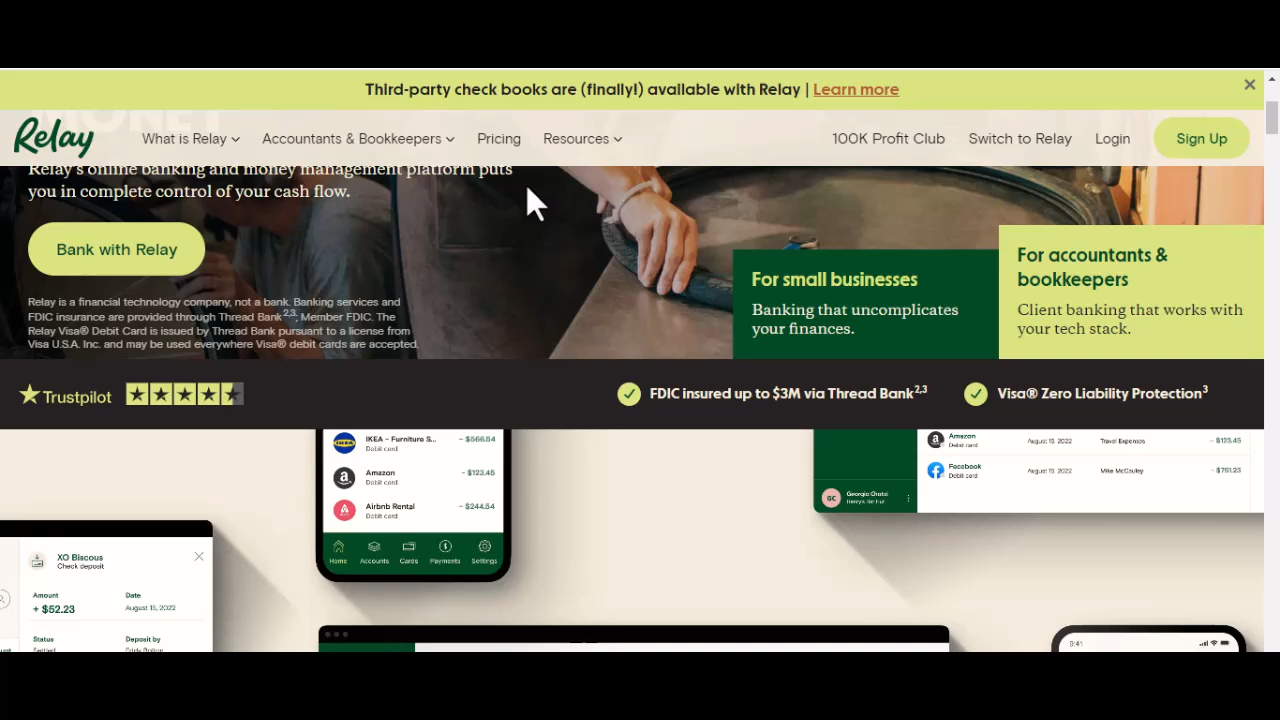 Third-party check books are (finally!) available with Relay | Learn more
Relay
What is Relay
Accountants & Bookkeepers
Pricing
Resources
100K Profit Club
Switch to Relay
Login
Sign Up
MONEY
Relay's online banking and money management platform puts
you in complete control of your cash flow.
Bank with Relay
Relay is a financial technology company, not a bank. Banking services and
FDIC insurance are provided through Thread Bank2,3, Member FDIC. The
Relay Visa® Debit Card is issued by Thread Bank pursuant to a license from
Visa U.S.A. Inc. and may be used everywhere Visa® debit cards are accepted.
For small businesses
Banking that uncomplicates
your finances.
For accountants &
bookkeepers
Client banking that works with
your tech stack.
Trustpilot
FDIC insured up to $3M via Thread Bank2,3
Visa® Zero Liability Protection3
IKEA - Furniture S... - $566.54
Debit card
Amazon - $123.45
Debit card
Airbnb Rental - $244.54
Debit card
Home Accounts Cards Payments Settings
Amazon August 15, 2022 Travel Expenses - $123.45
Debit card
Facebook August 15, 2022 Mike McCauley - $751.23
Debit card
GC
XO Biscous
Check deposit
Amount Date
+ $52.23 August 15, 2022
Status Deposit by
9:41